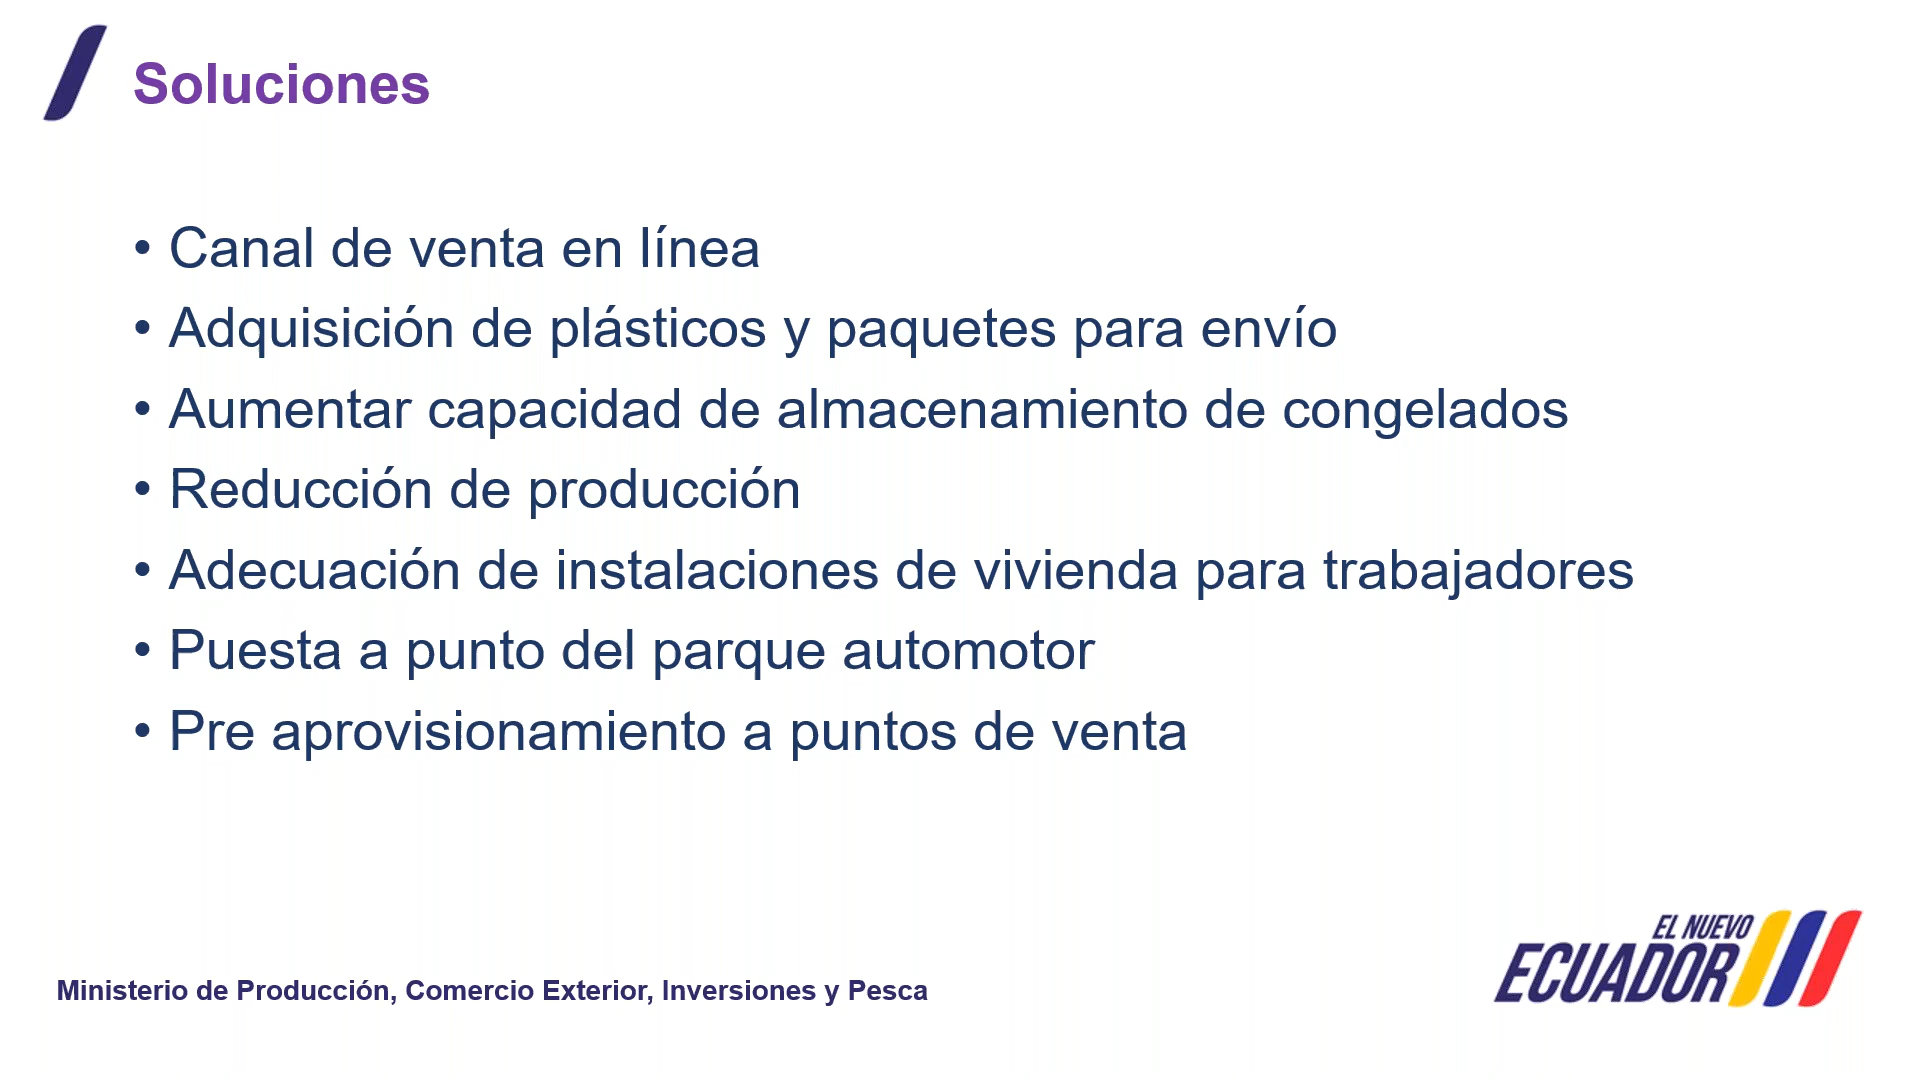 Soluciones
• Canal de venta en línea
• Adquisición de plásticos y paquetes para envío
• Aumentar capacidad de almacenamiento de congelados
• Reducción de producción
• Adecuación de instalaciones de vivienda para trabajadores
• Puesta a punto del parque automotor
• Pre aprovisionamiento a puntos de venta
EL NUEVO
ECUADOR
Ministerio de Producción, Comercio Exterior, Inversiones y Pesca